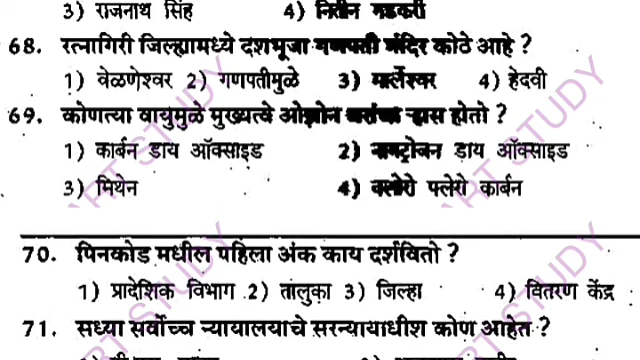 3) राजनाथ सिंह 4) नितीन गडकरी
68. रत्नागिरी जिल्ह्यामध्ये दशभूजा गणपती मंदिर कोठे आहे ?
1) वेळणेश्वर 2) गणपतीमुळे 3) मार्लेश्वर 4) हेदवी
69. कोणत्या वायुमुळे मुख्यत्वे ओझोन थराचा ऱ्हास होतो ?
1) कार्बन डाय ऑक्साइड 2) नायट्रोजन डाय ऑक्साइड
3) मिथेन 4) क्लोरो फ्लेरो कार्बन
70. पिनकोड मधील पहिला अंक काय दर्शवितो ?
1) प्रादेशिक विभाग 2) तालुका 3) जिल्हा 4) वितरण केंद्र
71. सध्या सर्वोच्च न्यायालयाचे सरन्यायाधीश कोण आहेत ?